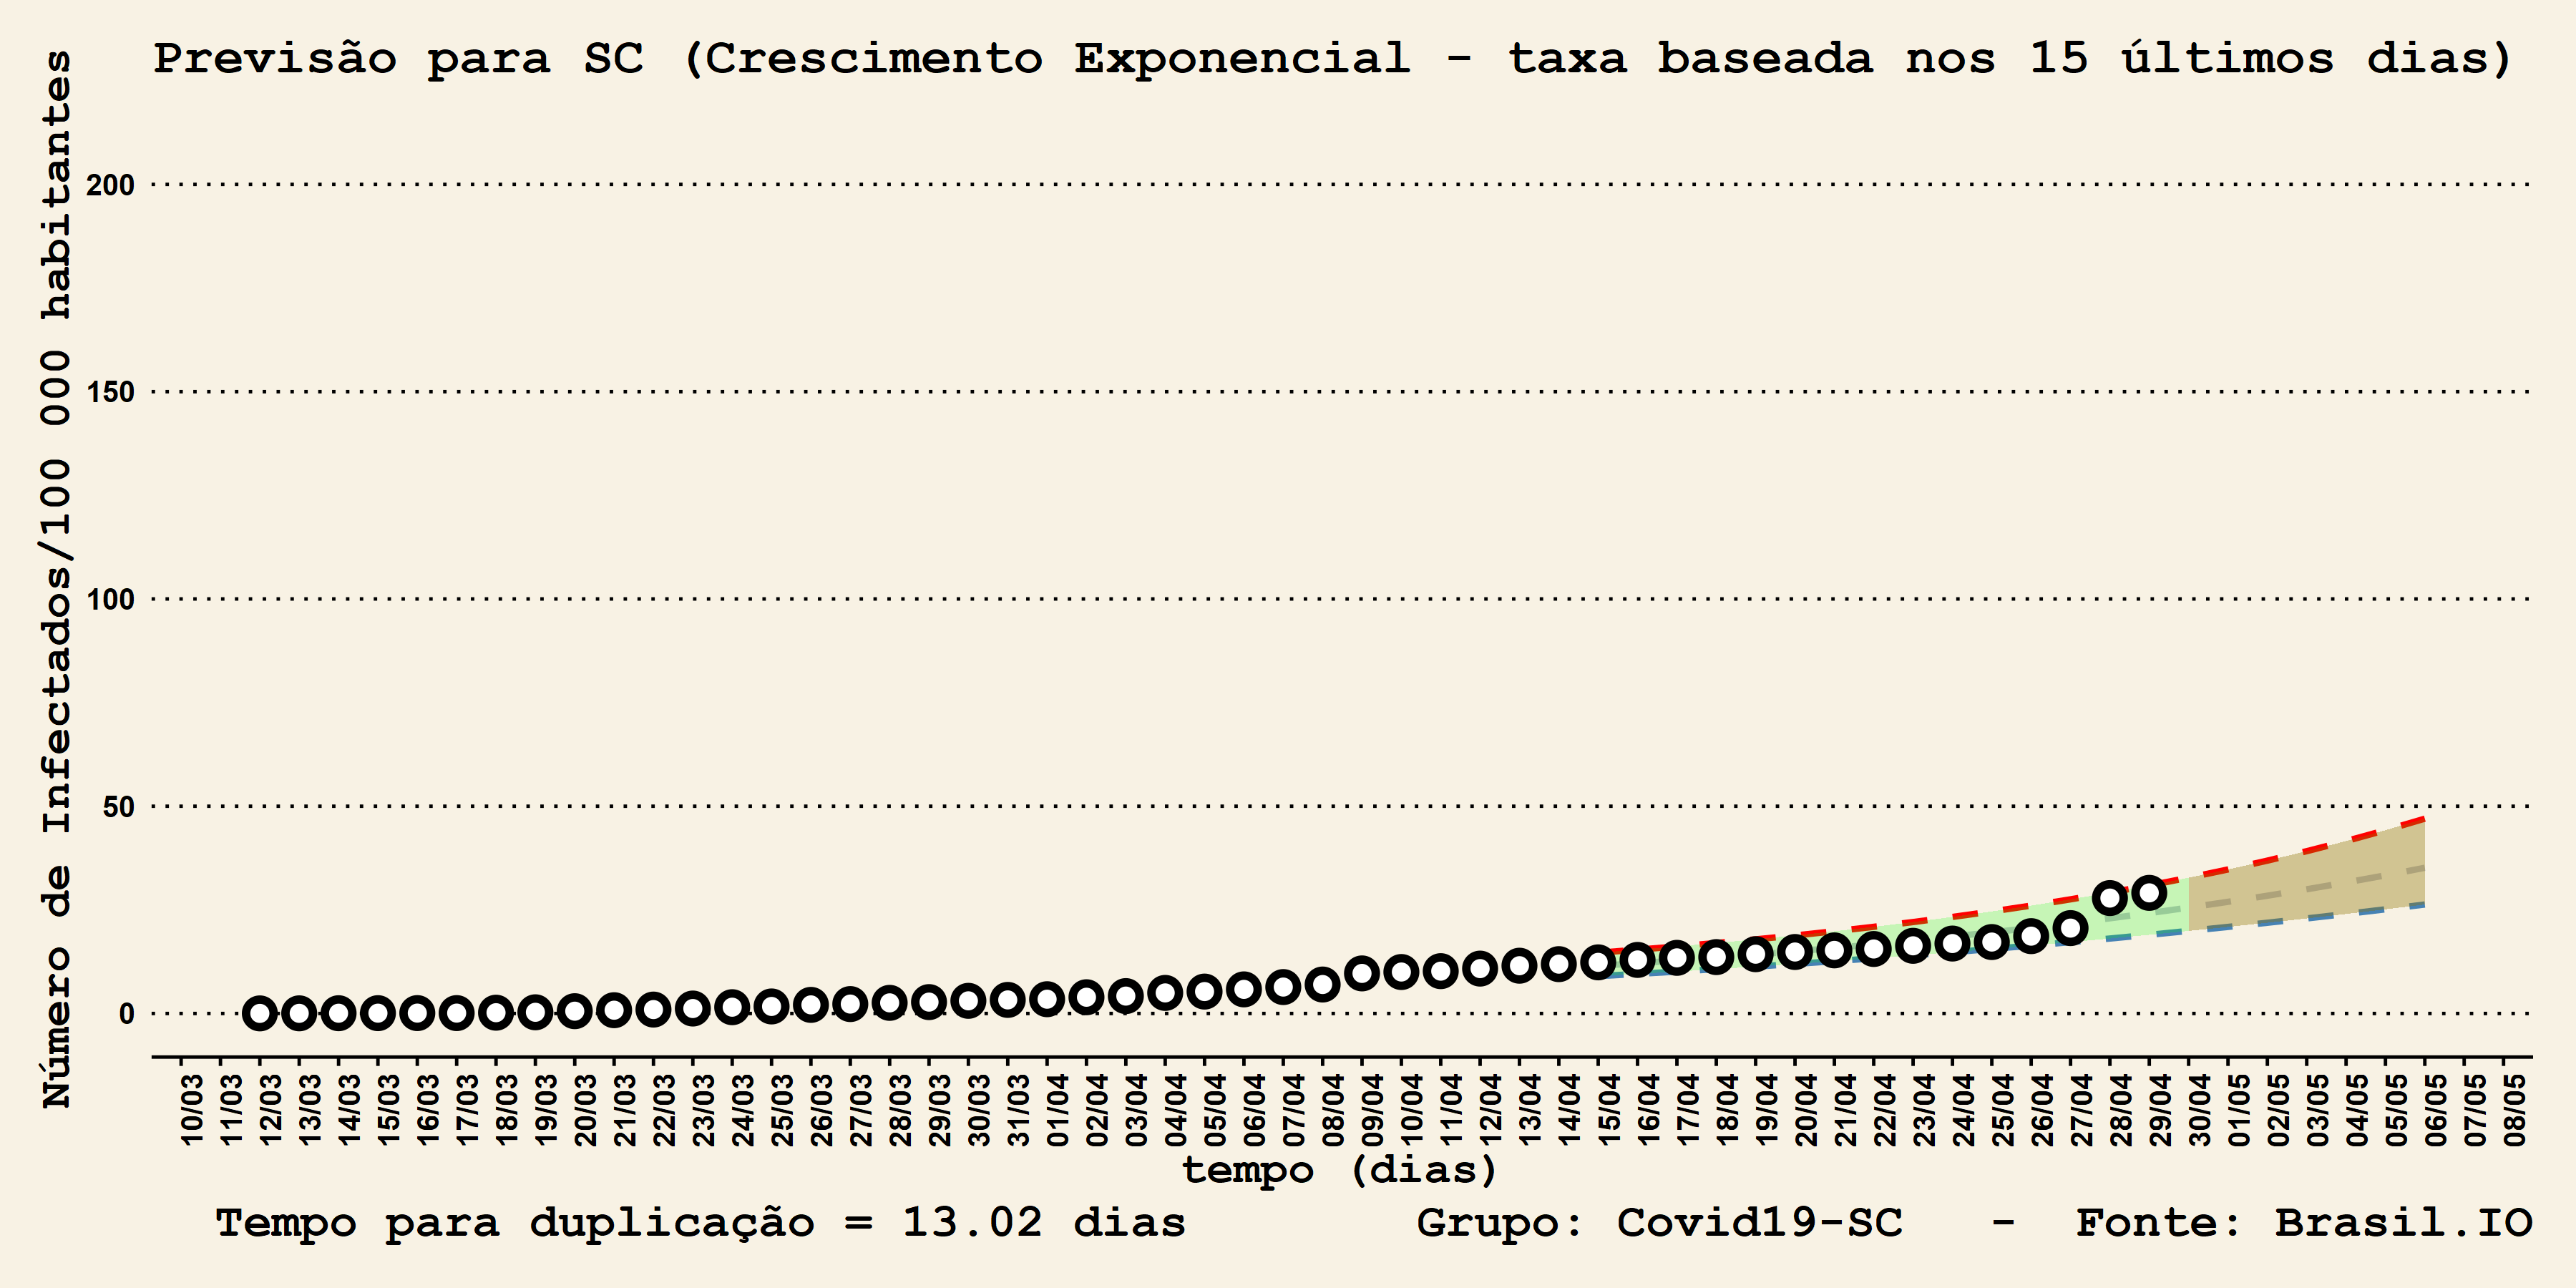 Previsão para SC (Crescimento Exponencial - taxa baseada nos 15 últimos dias)
Número de Infectados/100 000 habitantes
200
150
100
50
0
10/03 11/03 12/03 13/03 14/03 15/03 16/03 17/03 18/03 19/03 20/03 21/03 22/03 23/03 24/03 25/03 26/03 27/03 28/03 29/03 30/03 31/03 01/04 02/04 03/04 04/04 05/04 06/04 07/04 08/04 09/04 10/04 11/04 12/04 13/04 14/04 15/04 16/04 17/04 18/04 19/04 20/04 21/04 22/04 23/04 24/04 25/04 26/04 27/04 28/04 29/04 30/04 01/05 02/05 03/05 04/05 05/05 06/05 07/05 08/05
tempo (dias)
Tempo para duplicação = 13.02 dias Grupo: Covid19-SC - Fonte: Brasil.IO